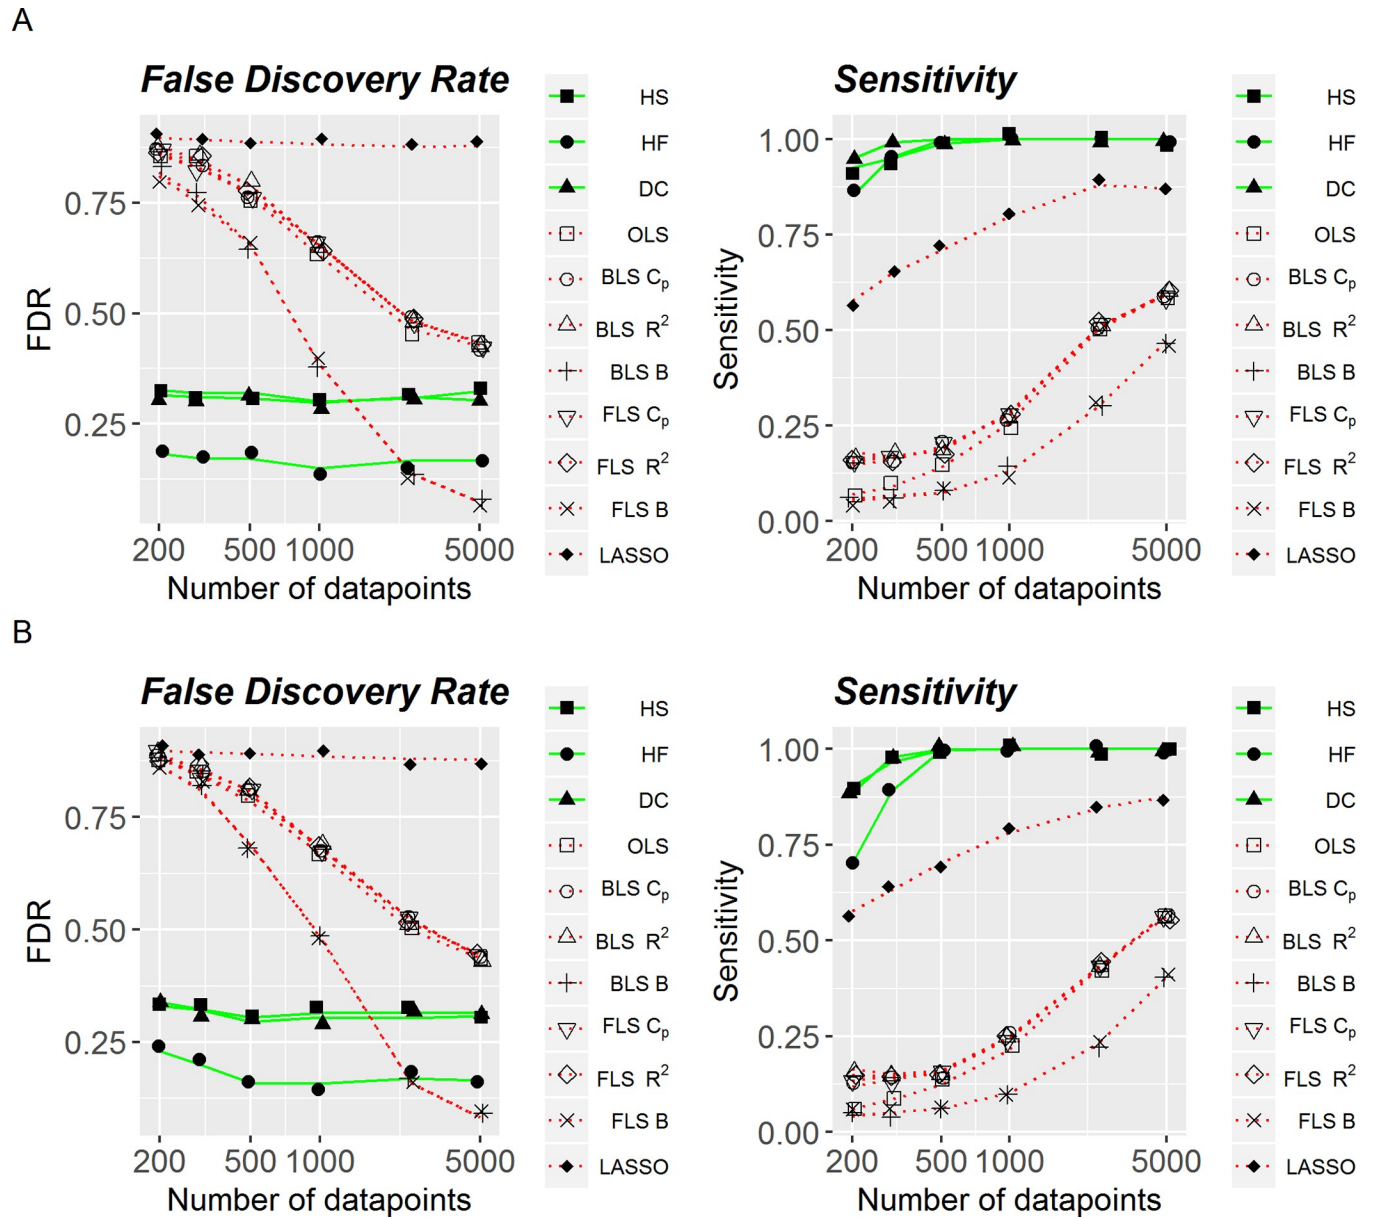 A
False Discovery Rate
FDR
0.75
0.50
0.25
200 500 1000 5000
Number of datapoints
HS
HF
DC
OLS
BLS Cp
BLS R²
BLS B
FLS Cp
FLS R²
FLS B
LASSO
Sensitivity
Sensitivity
1.00
0.75
0.50
0.25
0.00
200 500 1000 5000
Number of datapoints
HS
HF
DC
OLS
BLS Cp
BLS R²
BLS B
FLS Cp
FLS R²
FLS B
LASSO
B
False Discovery Rate
FDR
0.75
0.50
0.25
200 500 1000 5000
Number of datapoints
HS
HF
DC
OLS
BLS Cp
BLS R²
BLS B
FLS Cp
FLS R²
FLS B
LASSO
Sensitivity
Sensitivity
1.00
0.75
0.50
0.25
0.00
200 500 1000 5000
Number of datapoints
HS
HF
DC
OLS
BLS Cp
BLS R²
BLS B
FLS Cp
FLS R²
FLS B
LASSO